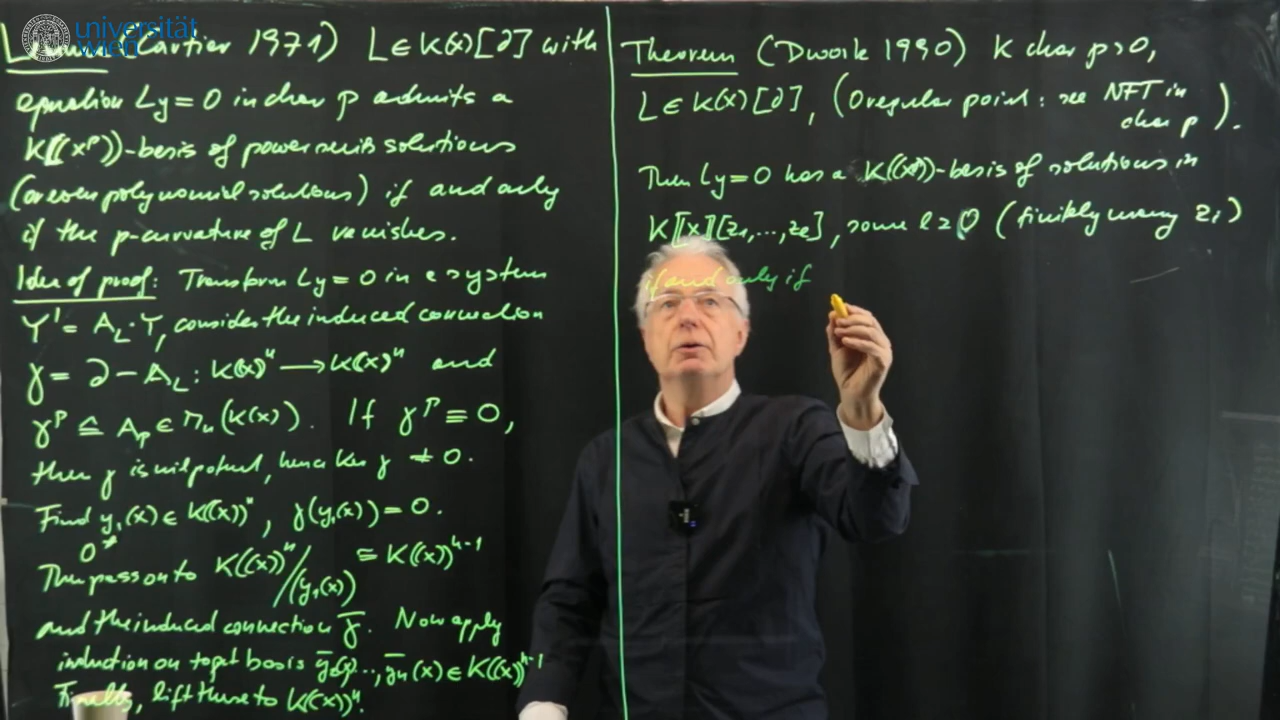 universität
wien
Lemma (Cartier 1971) L ∈ K(x)[∂] with
equation Ly = 0 in char p admits a
K((x^p))-basis of power series solutions
(or even polynomial solutions) if and only
if the p-curvature of L vanishes.
Idea of proof: Transform Ly = 0 in a system
Y' = A_L · Y, consider the induced connection
γ = ∂ - A_L : K(x)^n → K(x)^n and
γ^p ≙ A_p ∈ M_n(K(x)). If γ^p ≡ 0,
then γ is nilpotent, hence Ker γ ≠ 0.
Find y_1(x) ∈ K((x))^n, γ(y_1(x)) = 0.
0 ≠
Then pass on to K((x))^n/(y_1(x)) ≅ K((x))^{n-1}
and the induced connection γ̄. Now apply
induction on to get basis ȳ_2(x)..., ȳ_n(x) ∈ K((x))^{n-1}
Finally, lift these to K((x))^n.
Theorem (Dwork 1990) K char p > 0,
L ∈ K(x)[∂], (0 regular point: see NFT in
char p).
Then Ly = 0 has a K((x^p))-basis of solutions in
K[[x]][z_1,...,z_ℓ], some ℓ ≥ 0 (finitely many z_i)
if and only if